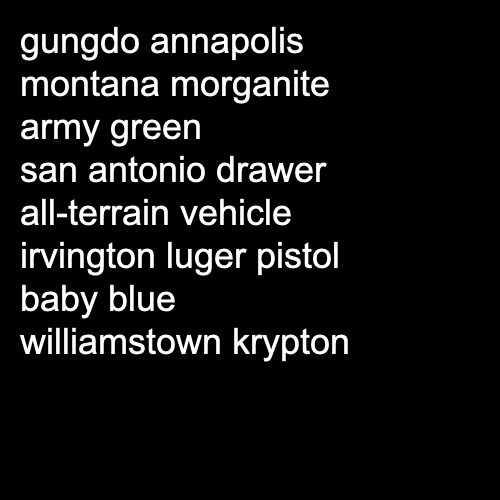 gungdo annapolis
montana morganite
army green
san antonio drawer
all-terrain vehicle
irvington luger pistol
baby blue
williamstown krypton